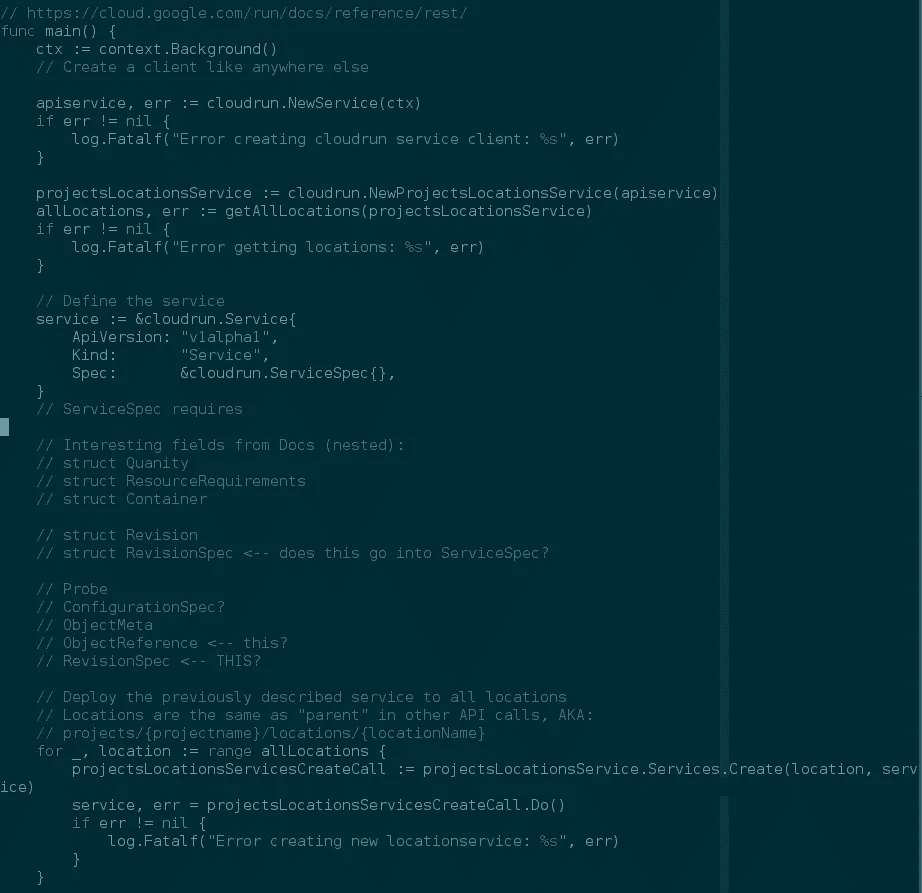 // https://cloud.google.com/run/docs/reference/rest/
func main() {
    ctx := context.Background()
    // Create a client like anywhere else

    apiservice, err := cloudrun.NewService(ctx)
    if err != nil {
        log.Fatalf("Error creating cloudrun service client: %s", err)
    }

    projectsLocationsService := cloudrun.NewProjectsLocationsService(apiservice)
    allLocations, err := getAllLocations(projectsLocationsService)
    if err != nil {
        log.Fatalf("Error getting locations: %s", err)
    }

    // Define the service
    service := &cloudrun.Service{
        ApiVersion: "v1alpha1",
        Kind:       "Service",
        Spec:       &cloudrun.ServiceSpec{},
    }
    // ServiceSpec requires

    // Interesting fields from Docs (nested):
    // struct Quanity
    // struct ResourceRequirements
    // struct Container

    // struct Revision
    // struct RevisionSpec <-- does this go into ServiceSpec?

    // Probe
    // ConfigurationSpec?
    // ObjectMeta
    // ObjectReference <-- this?
    // RevisionSpec <-- THIS?

    // Deploy the previously described service to all locations
    // Locations are the same as "parent" in other API calls, AKA:
    // projects/{projectname}/locations/{locationName}
    for _, location := range allLocations {
        projectsLocationsServicesCreateCall := projectsLocationsService.Services.Create(location, serv
ice)
        service, err = projectsLocationsServicesCreateCall.Do()
        if err != nil {
            log.Fatalf("Error creating new locationservice: %s", err)
        }
    }